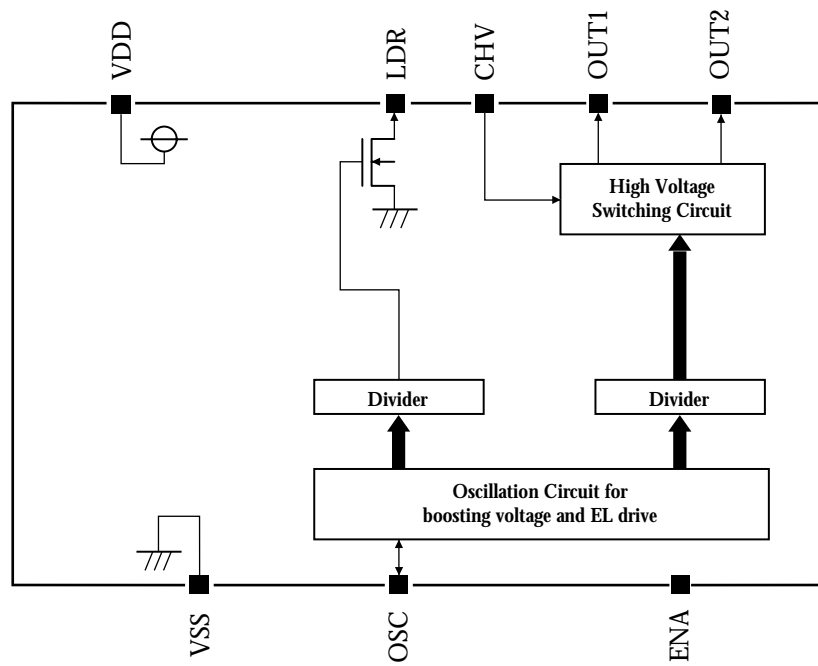 VDD
LDR
CHV
OUT1
OUT2
High Voltage
Switching Circuit
Divider
Divider
Oscillation Circuit for
boosting voltage and EL drive
VSS
OSC
ENA